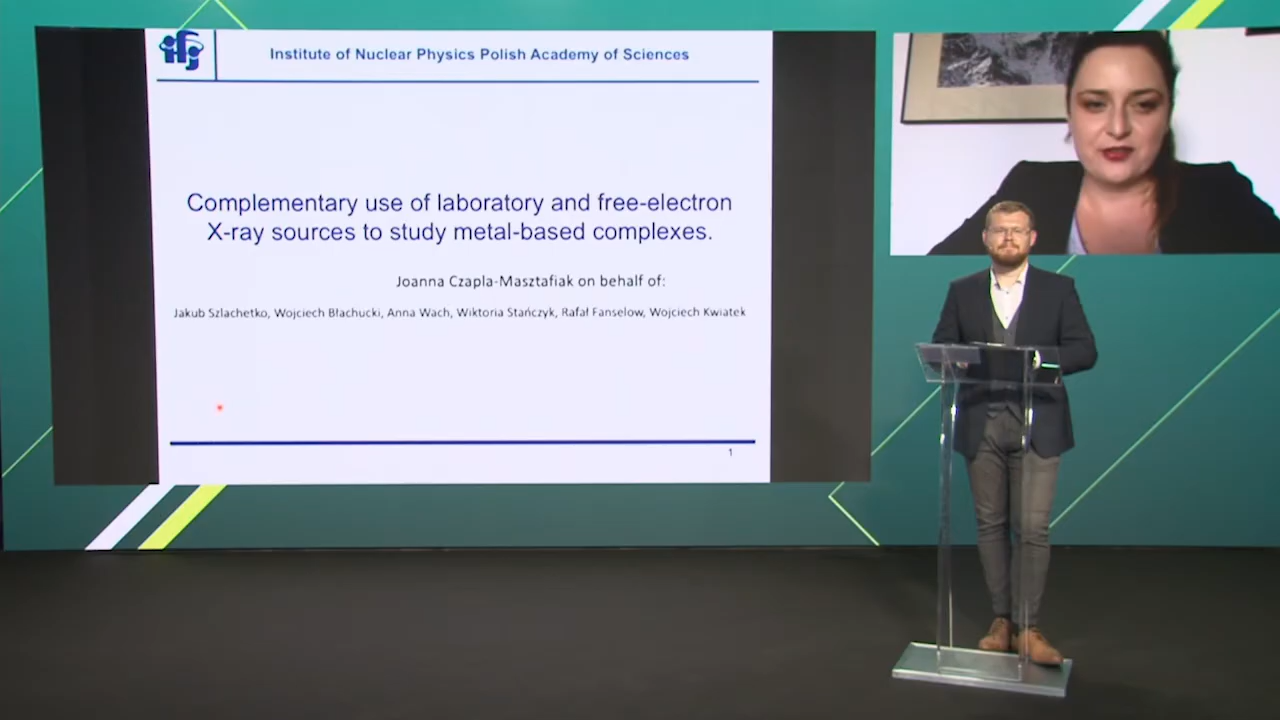 ifj
Institute of Nuclear Physics Polish Academy of Sciences
Complementary use of laboratory and free-electron
X-ray sources to study metal-based complexes.
Joanna Czapla-Masztafiak on behalf of:
Jakub Szlachetko, Wojciech Błachucki, Anna Wach, Wiktoria Stańczyk, Rafał Fanselow, Wojciech Kwiatek
1